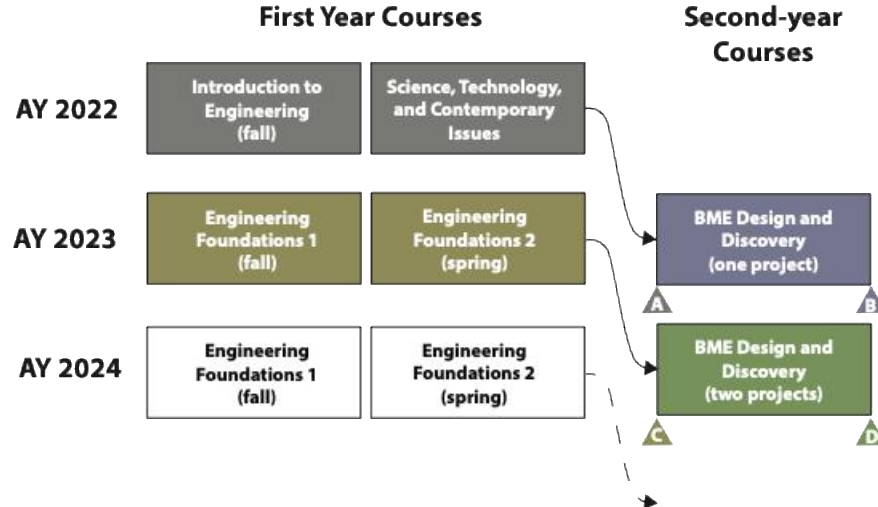 First Year Courses
Second-year
Courses
AY 2022
Introduction to
Engineering
(fall)
Science, Technology,
and Contemporary
Issues
AY 2023
Engineering
Foundations 1
(fall)
Engineering
Foundations 2
(spring)
BME Design and
Discovery
(one project)
A
B
AY 2024
Engineering
Foundations 1
(fall)
Engineering
Foundations 2
(spring)
BME Design and
Discovery
(two projects)
C
D